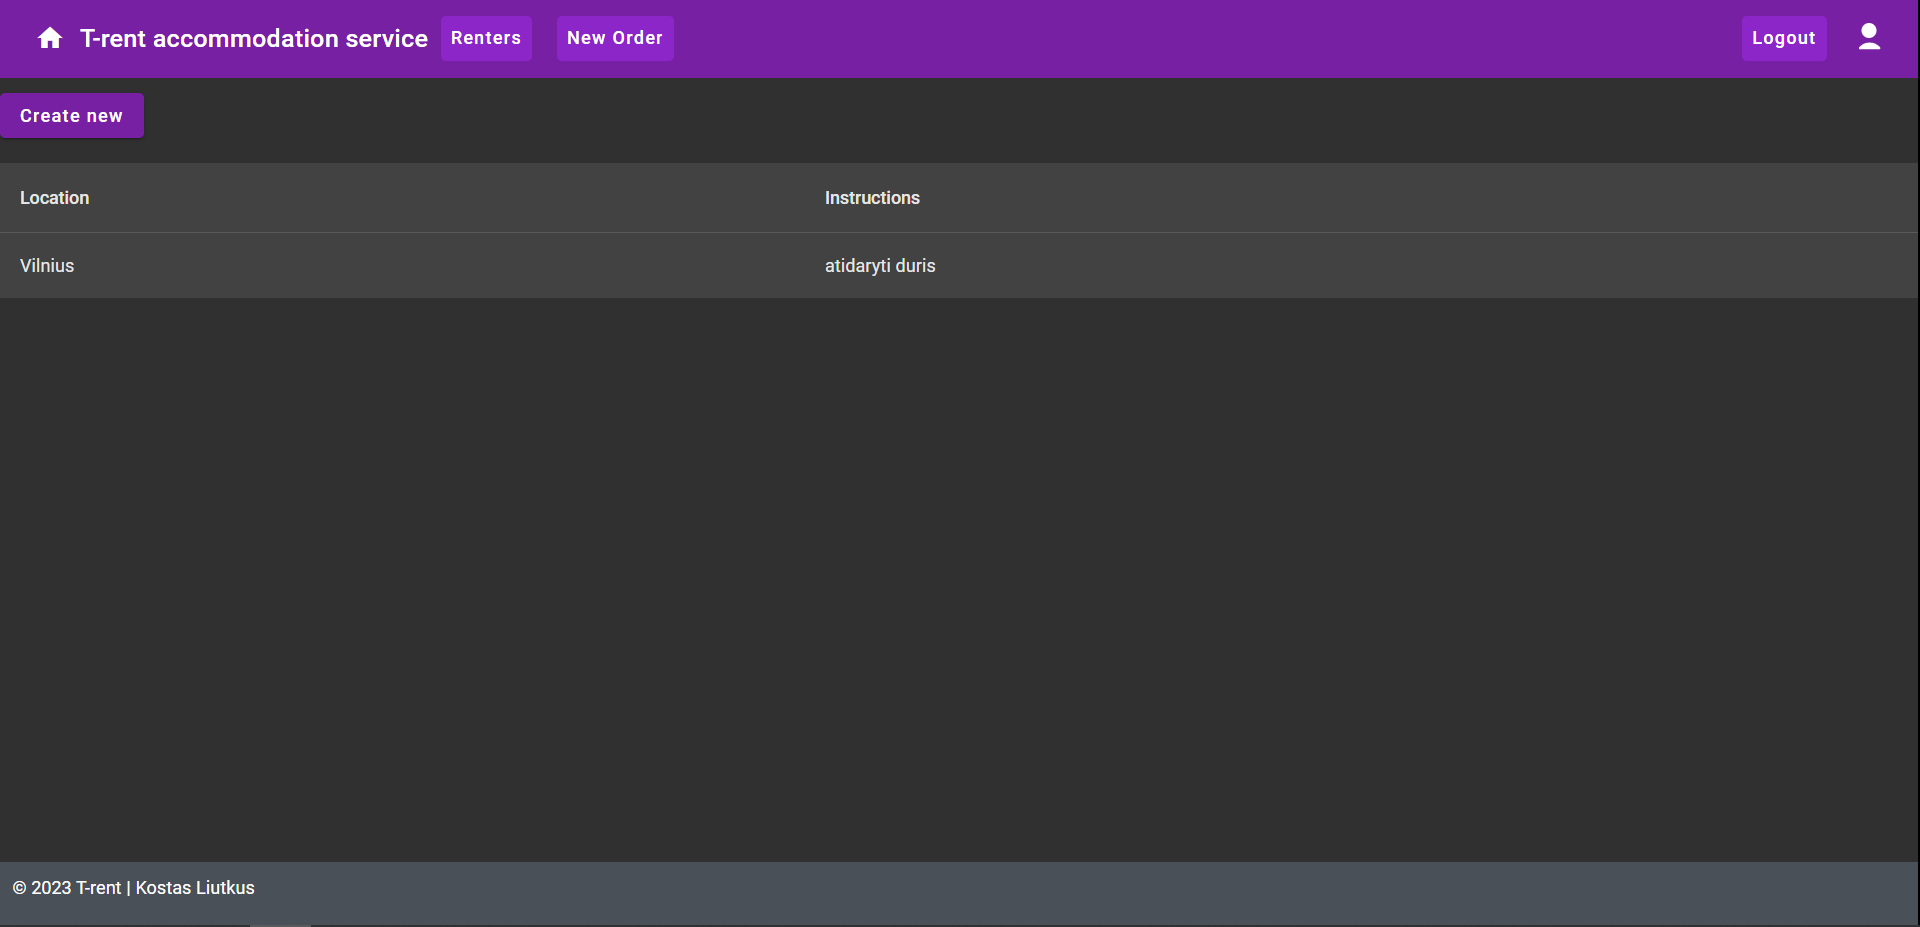 T-rent accommodation service Renters New Order Logout
Create new
Location Instructions
Vilnius atidaryti duris
© 2023 T-rent | Kostas Liutkus